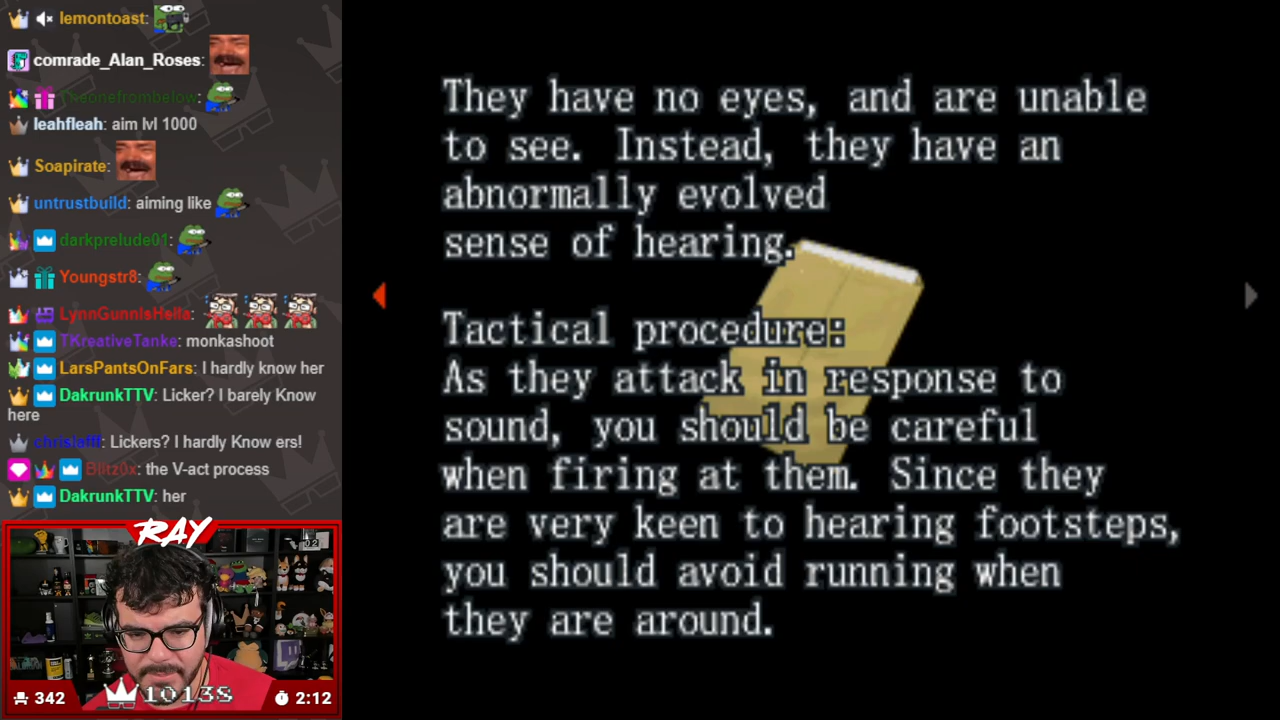 lemontoast:
comrade_Alan_Roses:
Theonefrombelow:
leahfleah: aim lvl 1000
Soapirate:
untrustbuild: aiming like
darkprelude01:
Youngstr8:
LynnGunnIsHella:
TKreativeTanke: monkashoot
LarsPantsOnFars: I hardly know her
DakrunkTTV: Licker? I barely Know
here
Lickers? I hardly Know ers!
Blitz0x: the V-act process
DakrunkTTV: her
RAY
342
10138
2:12
They have no eyes, and are unable
to see. Instead, they have an
abnormally evolved
sense of hearing.
Tactical procedure:
As they attack in response to
sound, you should be careful
when firing at them. Since they
are very keen to hearing footsteps,
you should avoid running when
they are around.